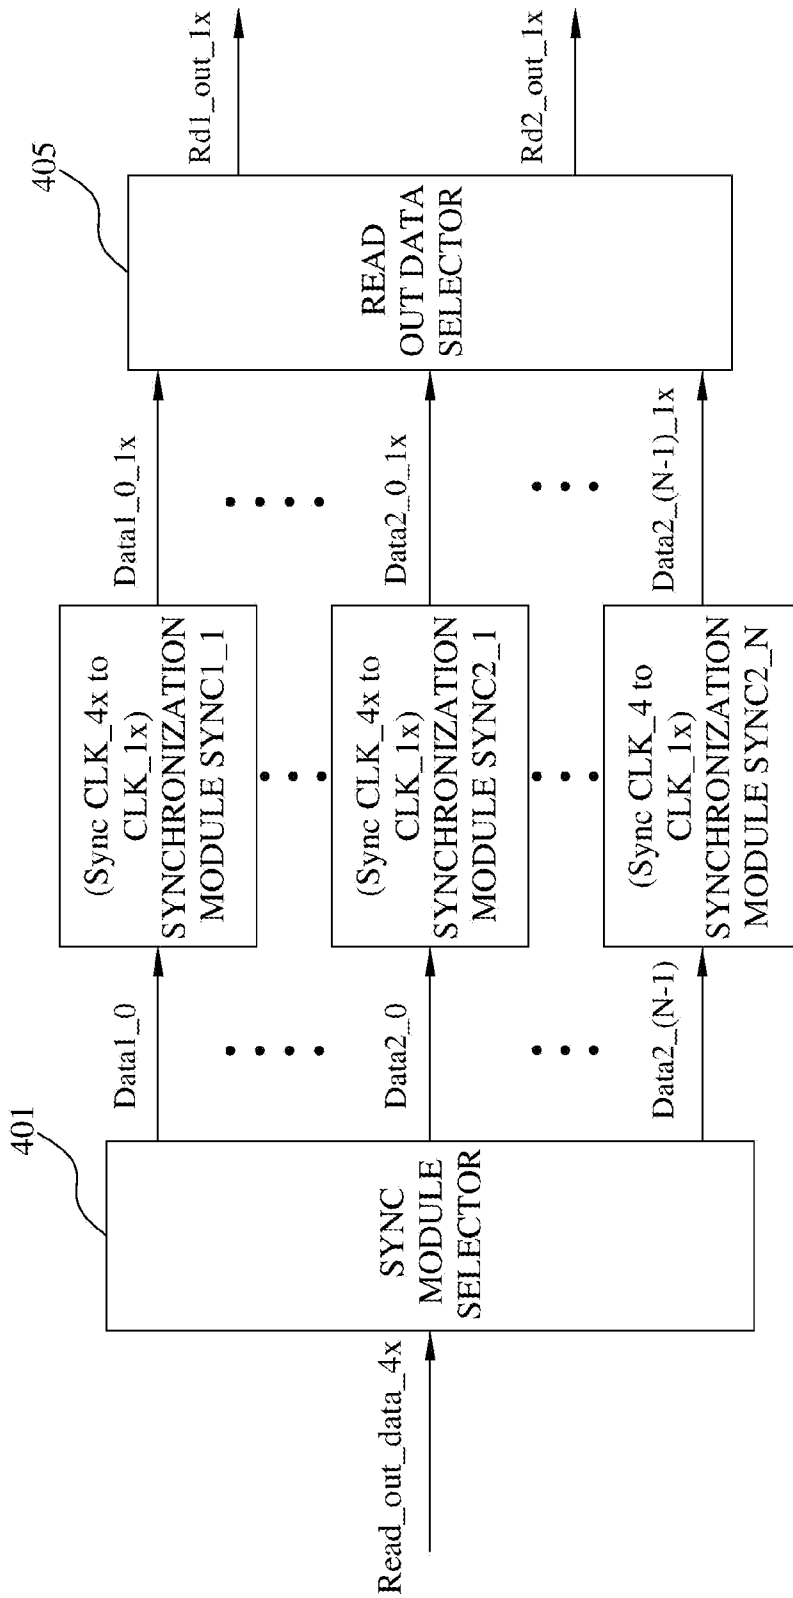 Read_out_data_4x
401
SYNC
MODULE
SELECTOR
Data1_0
Data2_0
Data2_(N-1)
(Sync CLK_4x to
CLK_1x)
SYNCHRONIZATION
MODULE SYNC1_1
(Sync CLK_4x to
CLK_1x)
SYNCHRONIZATION
MODULE SYNC2_1
(Sync CLK_4 to
CLK_1x)
SYNCHRONIZATION
MODULE SYNC2_N
Data1_0_1x
Data2_0_1x
Data2_(N-1)_1x
405
READ
OUT DATA
SELECTOR
Rd1_out_1x
Rd2_out_1x